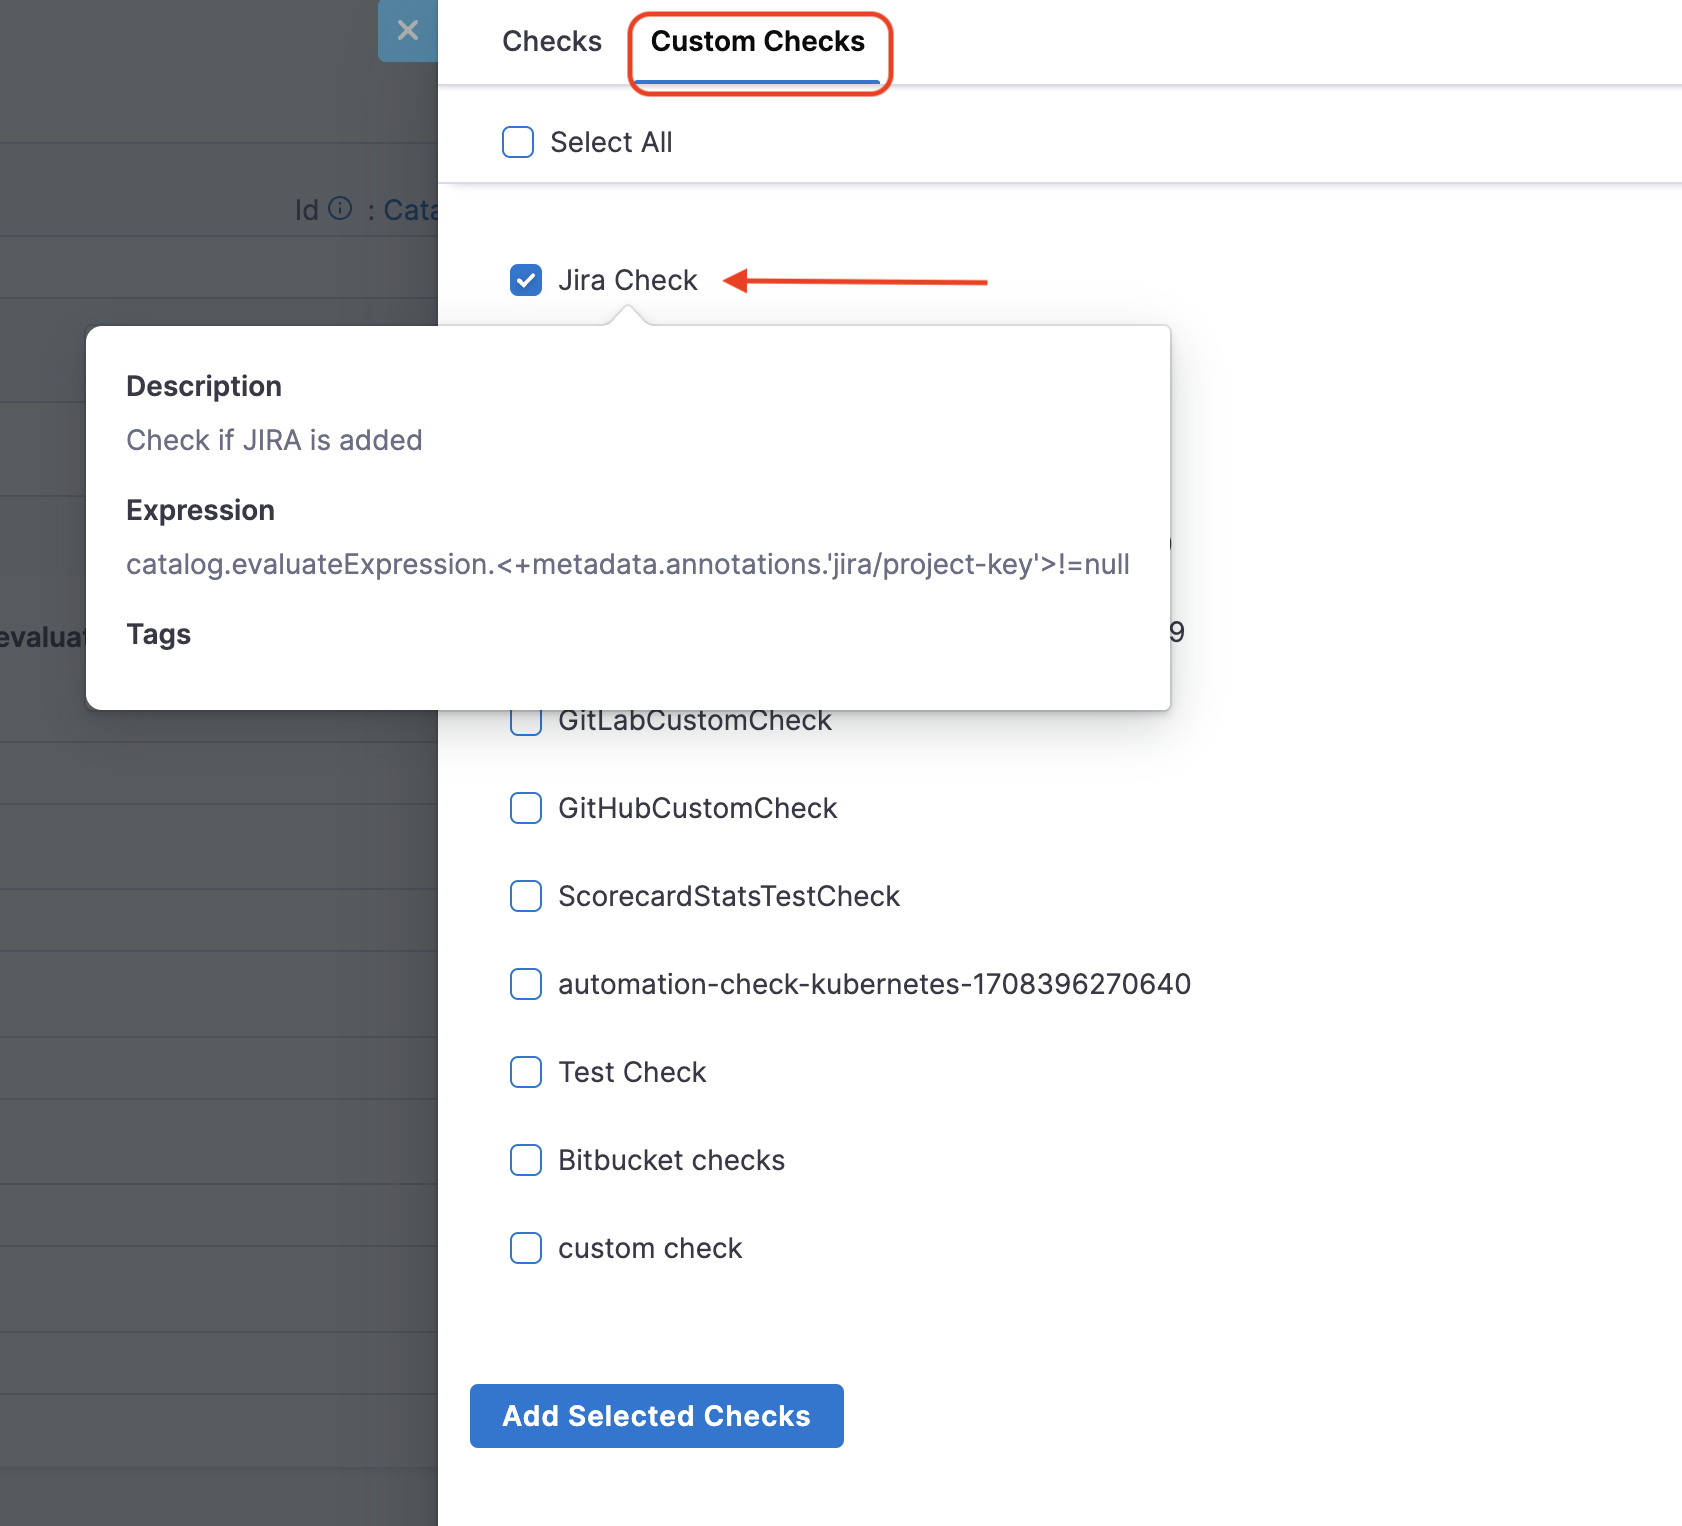 Checks
Custom Checks
Select All
Id : Cata
Jira Check
Description
Check if JIRA is added
Expression
catalog.evaluateExpression.<+metadata.annotations.'jira/project-key'>!=null
evaluat
Tags
9
GitLabCustomCheck
GitHubCustomCheck
ScorecardStatsTestCheck
automation-check-kubernetes-1708396270640
Test Check
Bitbucket checks
custom check
Add Selected Checks